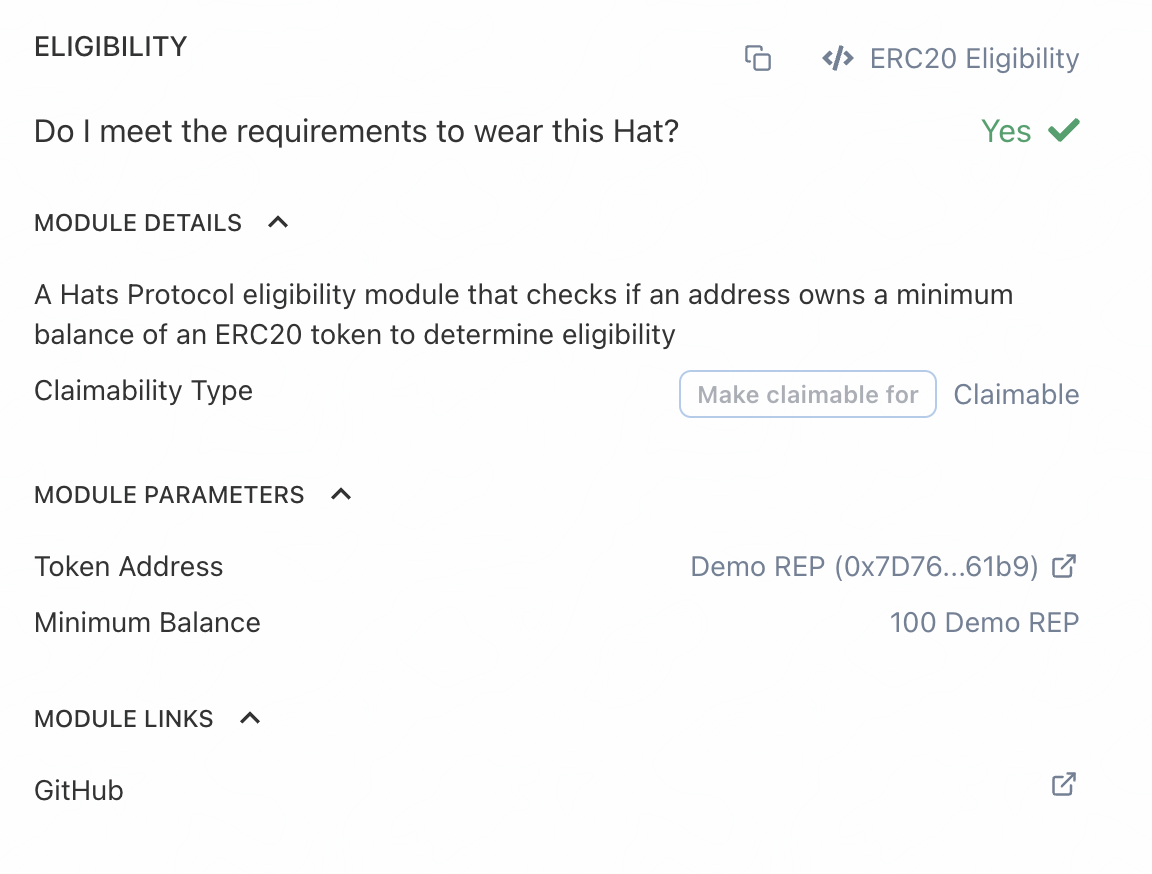 ELIGIBILITY
ERC20 Eligibility
Do I meet the requirements to wear this Hat?
Yes
MODULE DETAILS
A Hats Protocol eligibility module that checks if an address owns a minimum
balance of an ERC20 token to determine eligibility
Claimability Type
Make claimable for
Claimable
MODULE PARAMETERS
Token Address
Demo REP (0x7D76...61b9)
Minimum Balance
100 Demo REP
MODULE LINKS
GitHub